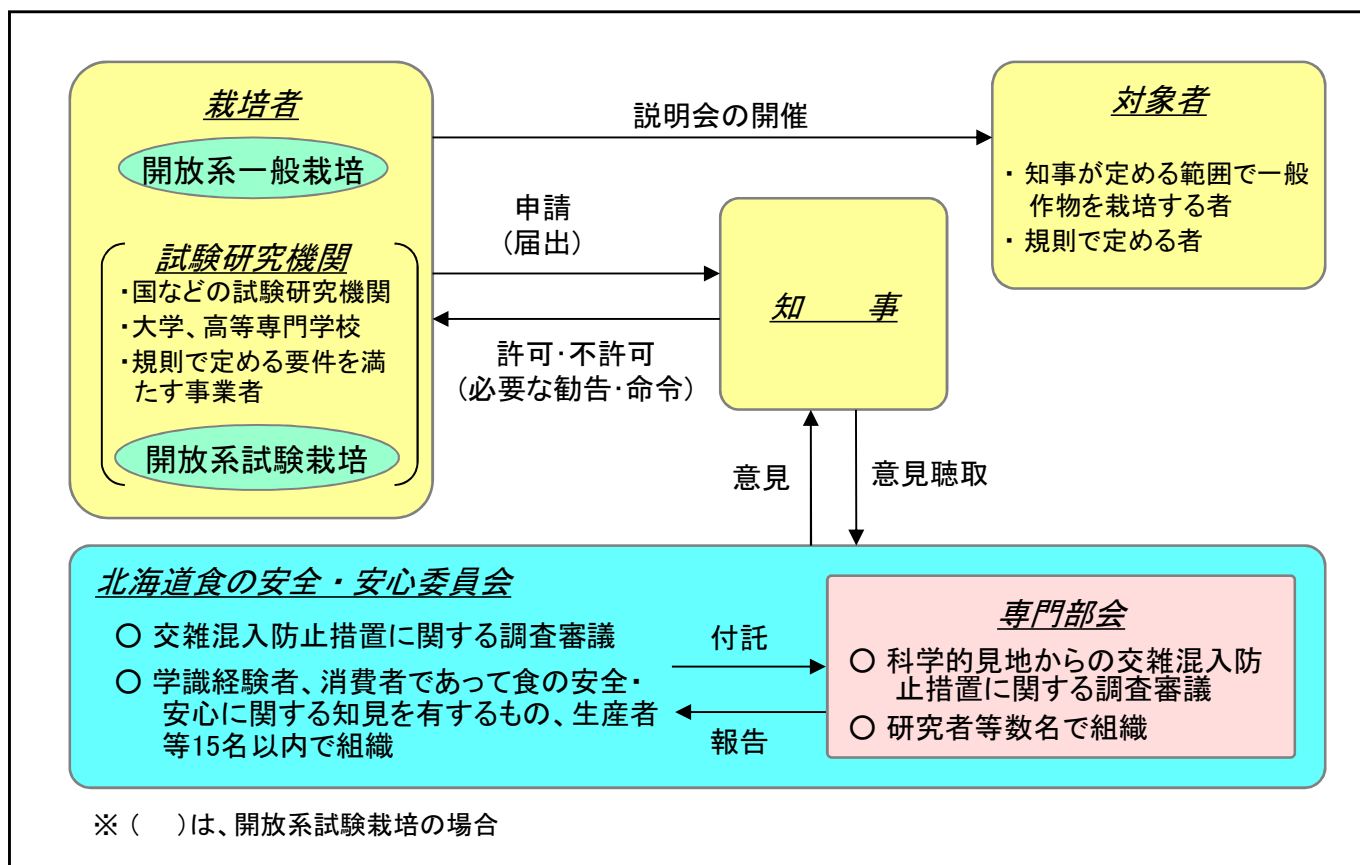 栽培者
開放系一般栽培
試験研究機関
・国などの試験研究機関
・大学、高等専門学校
・規則で定める要件を満
たす事業者
開放系試験栽培
説明会の開催
対象者
・ 知事が定める範囲で一般
作物を栽培する者
・ 規則で定める者
申請
(届出)
知　　事
許可・不許可
(必要な勧告・命令)
意見
意見聴取
北海道食の安全・安心委員会
〇 交雑混入防止措置に関する調査審議
〇 学識経験者、消費者であって食の安全・
安心に関する知見を有するもの、生産者
等15名以内で組織
付託
報告
専門部会
〇 科学的見地からの交雑混入防
止措置に関する調査審議
〇 研究者等数名で組織
※ (　)は、開放系試験栽培の場合